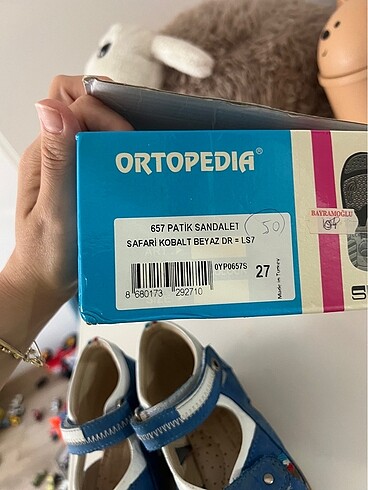 ORTOPEDIA®
657 PATİK SANDALET
50
SAFARİ KOBALT BEYAZ DR = LS7
BAYRAMOĞLU
0YP0657S
27
Made in Turkey
8 680173 292710